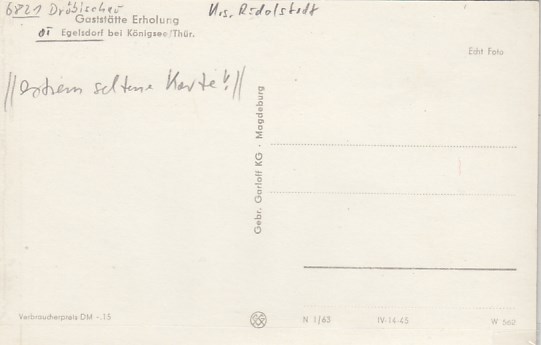 6821 Dröbischau Krs. Rudolstadt
Gaststätte Erholung
OT Egelsdorf bei Königsee/Thür.
Echt Foto
//extrem seltene Karte!!//
Gebr. Garloff KG · Magdeburg
Verbraucherpreis DM -.15
N 1/63
IV-14-45
W 562